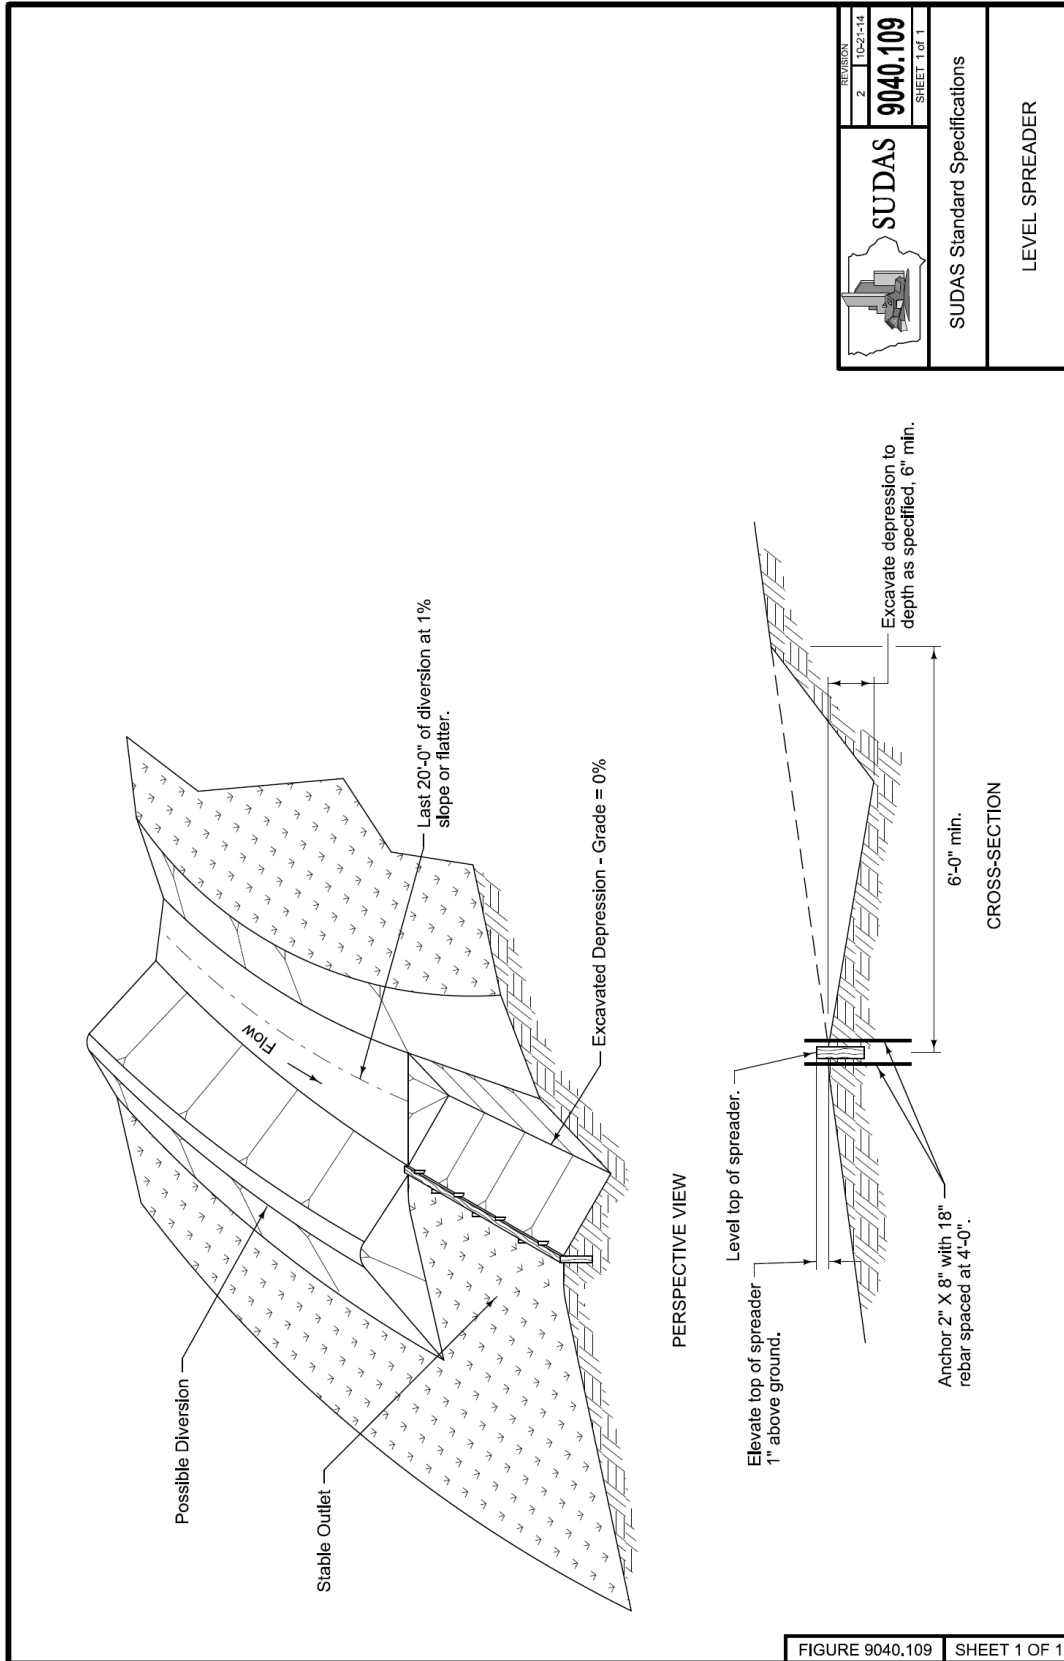 Possible Diversion
Stable Outlet
Flow
Last 20'-0" of diversion at 1%
slope or flatter.
Excavated Depression - Grade = 0%
PERSPECTIVE VIEW
Elevate top of spreader
1" above ground.
Level top of spreader.
Anchor 2" X 8" with 18"
rebar spaced at 4'-0".
6'-0" min.
Excavate depression to
depth as specified, 6" min.
CROSS-SECTION
SUDAS
REVISION
2 10-21-14
9040.109
SHEET 1 of 1
SUDAS Standard Specifications
LEVEL SPREADER
FIGURE 9040.109 SHEET 1 OF 1